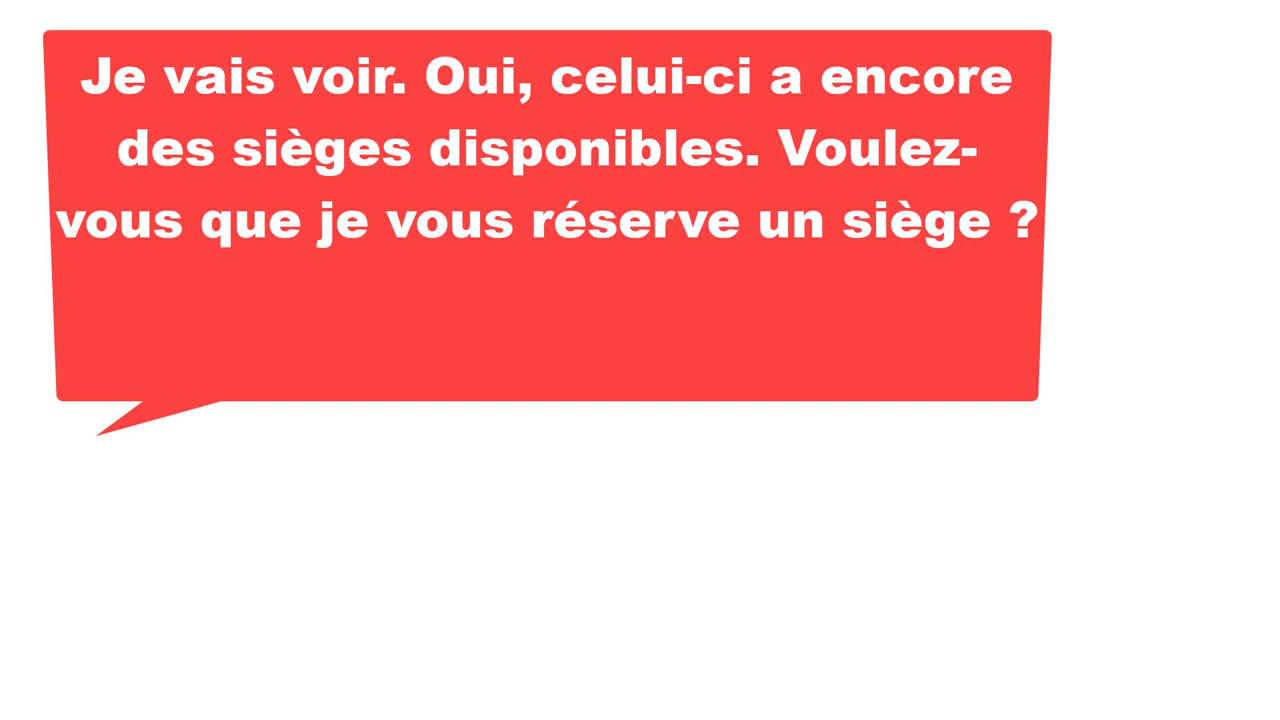 Je vais voir. Oui, celui-ci a encore
des sièges disponibles. Voulez-
vous que je vous réserve un siège ?